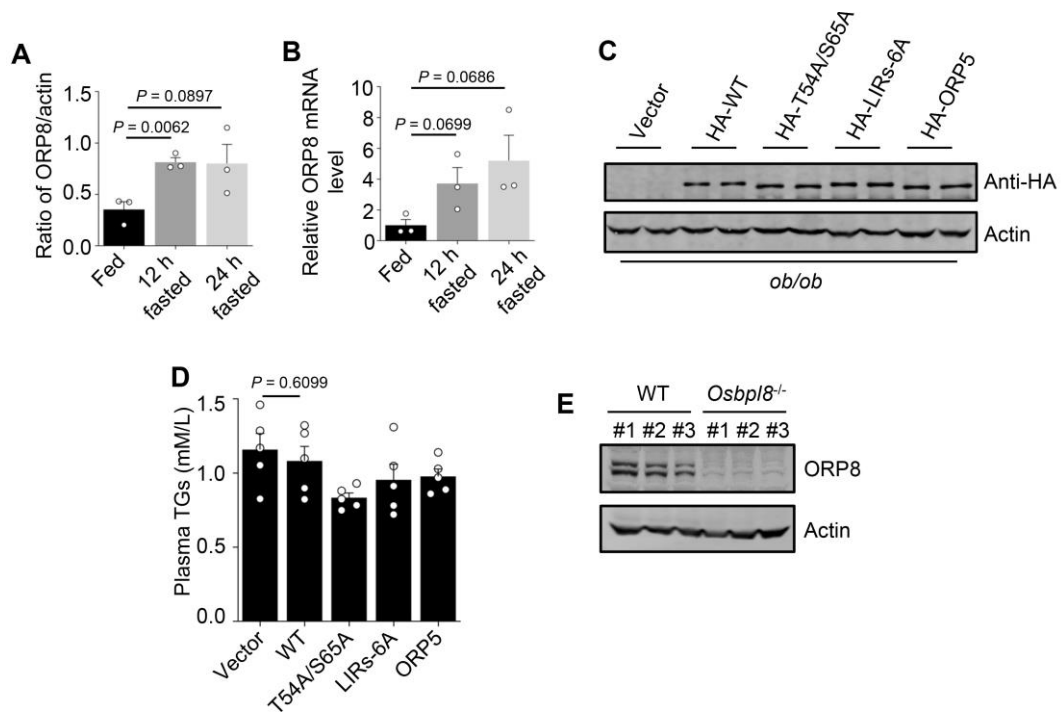 A
Ratio of ORP8/actin
1.5
1.0
0.5
0.0
P = 0.0897
P = 0.0062
Fed
12 h
fasted
24 h
fasted
B
Relative ORP8 mRNA
level
10
8
6
4
2
0
P = 0.0686
P = 0.0699
Fed
12 h
fasted
24 h
fasted
C
Vector
HA-WT
HA-T54A/S65A
HA-LIRs-6A
HA-ORP5
Anti-HA
Actin
ob/ob
D
Plasma TGs (mM/L)
1.5
1.0
0.5
0.0
P = 0.6099
Vector
WT
T54A/S65A
LIRs-6A
ORP5
E
WT Osbpl8-/-
#1 #2 #3 #1 #2 #3
ORP8
Actin